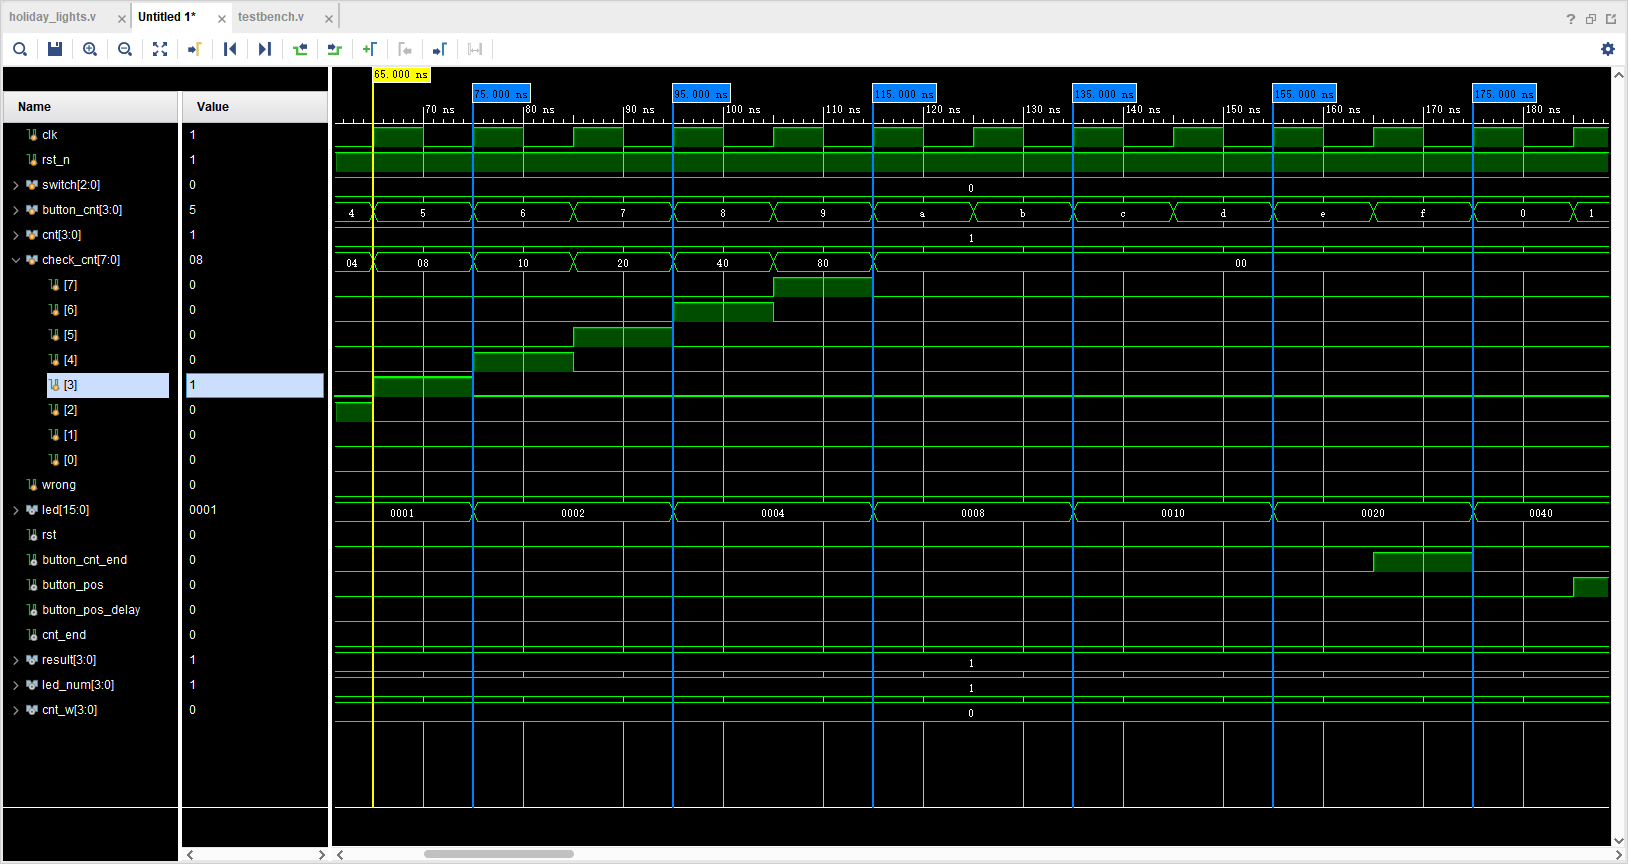 holiday_lights.v × Untitled 1* × testbench.v ×
?
65.000 ns
75.000 ns 95.000 ns 115.000 ns 135.000 ns 155.000 ns 175.000 ns
Name Value
70 ns 80 ns 90 ns 100 ns 110 ns 120 ns 130 ns 140 ns 150 ns 160 ns 170 ns 180 ns
clk 1
rst_n 1
switch[2:0] 0 0
button_cnt[3:0] 5 4 5 6 7 8 9 a b c d e f 0 1
cnt[3:0] 1 1
check_cnt[7:0] 08 04 08 10 20 40 80 00
[7] 0
[6] 0
[5] 0
[4] 0
[3] 1
[2] 0
[1] 0
[0] 0
wrong 0
led[15:0] 0001 0001 0002 0004 0008 0010 0020 0040
rst 0
button_cnt_end 0
button_pos 0
button_pos_delay 0
cnt_end 0
result[3:0] 1 1
led_num[3:0] 1 1
cnt_w[3:0] 0 0